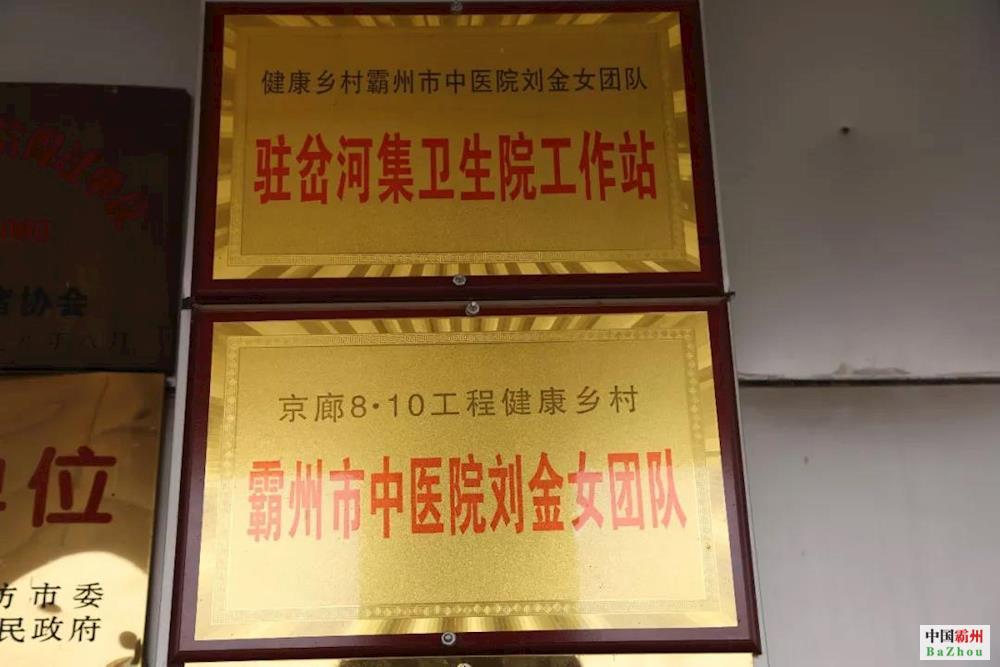 健康乡村霸州市中医院刘金女团队
驻岔河集卫生院工作站
京廊8·10工程健康乡村
霸州市中医院刘金女团队
协会
年八月
位
市委
民政府
中国霸州
BaZhou